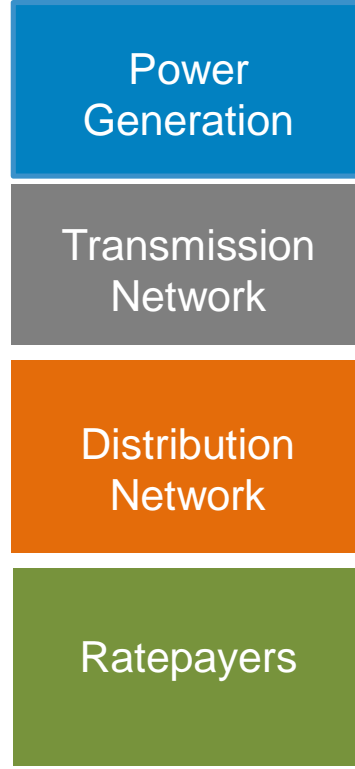 Power
Generation
Transmission
Network
Distribution
Network
Ratepayers